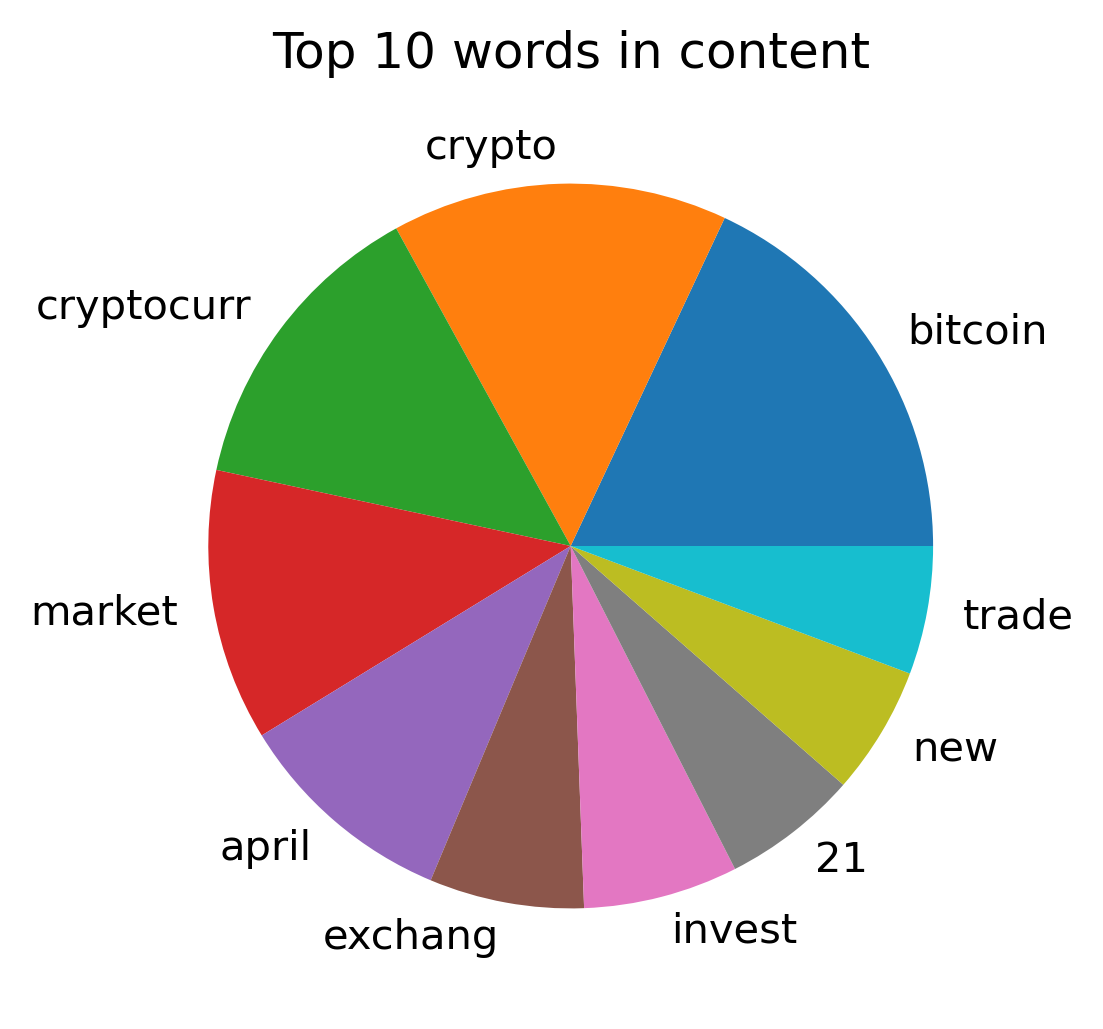 Top 10 words in content
crypto
cryptocurr
bitcoin
market
trade
new
april
21
exchang
invest